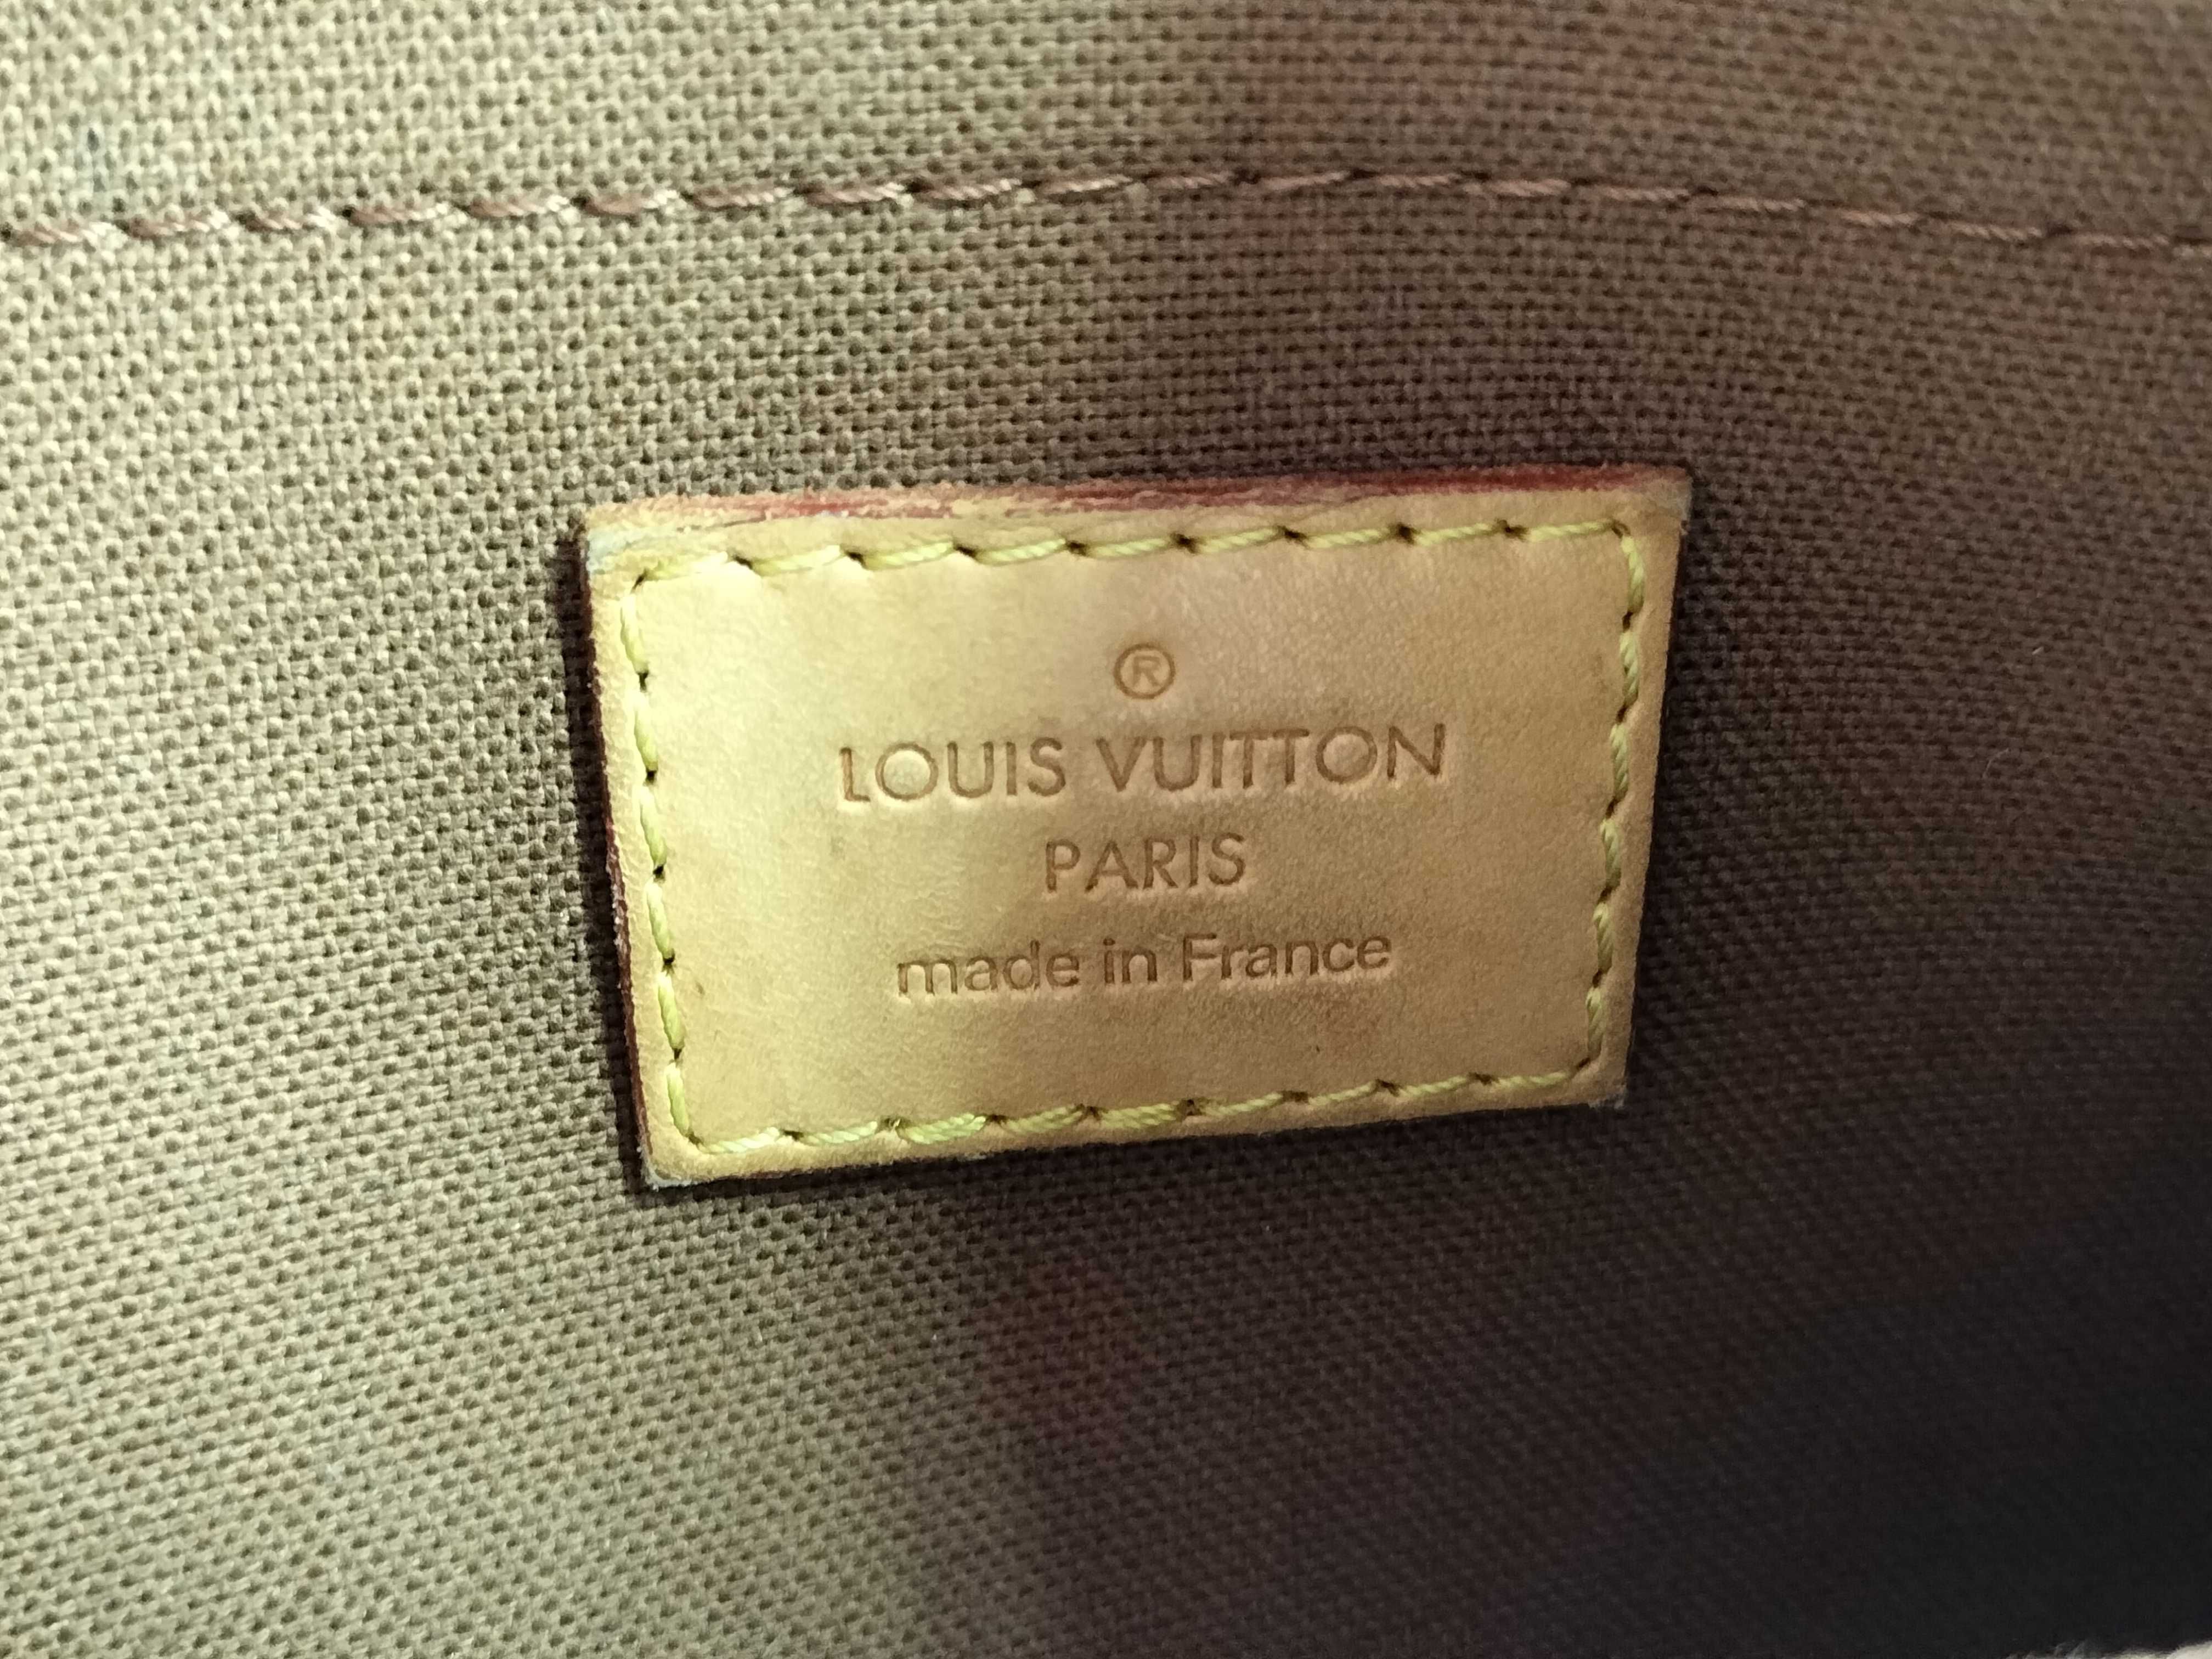 ®
LOUIS VUITTON
PARIS
made in France